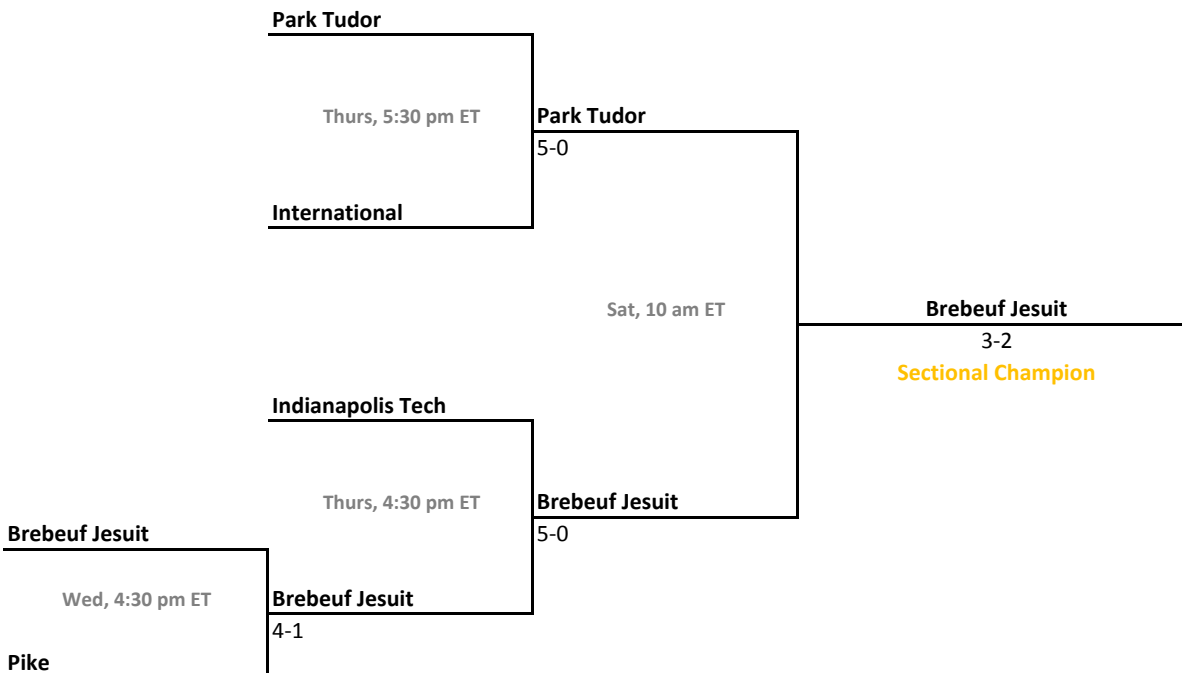 Park Tudor
Thurs, 5:30 pm ET
Park Tudor
5-0
International
Sat, 10 am ET
Brebeuf Jesuit
3-2
Sectional Champion
Indianapolis Tech
Thurs, 4:30 pm ET
Brebeuf Jesuit
5-0
Brebeuf Jesuit
Wed, 4:30 pm ET
Brebeuf Jesuit
4-1
Pike